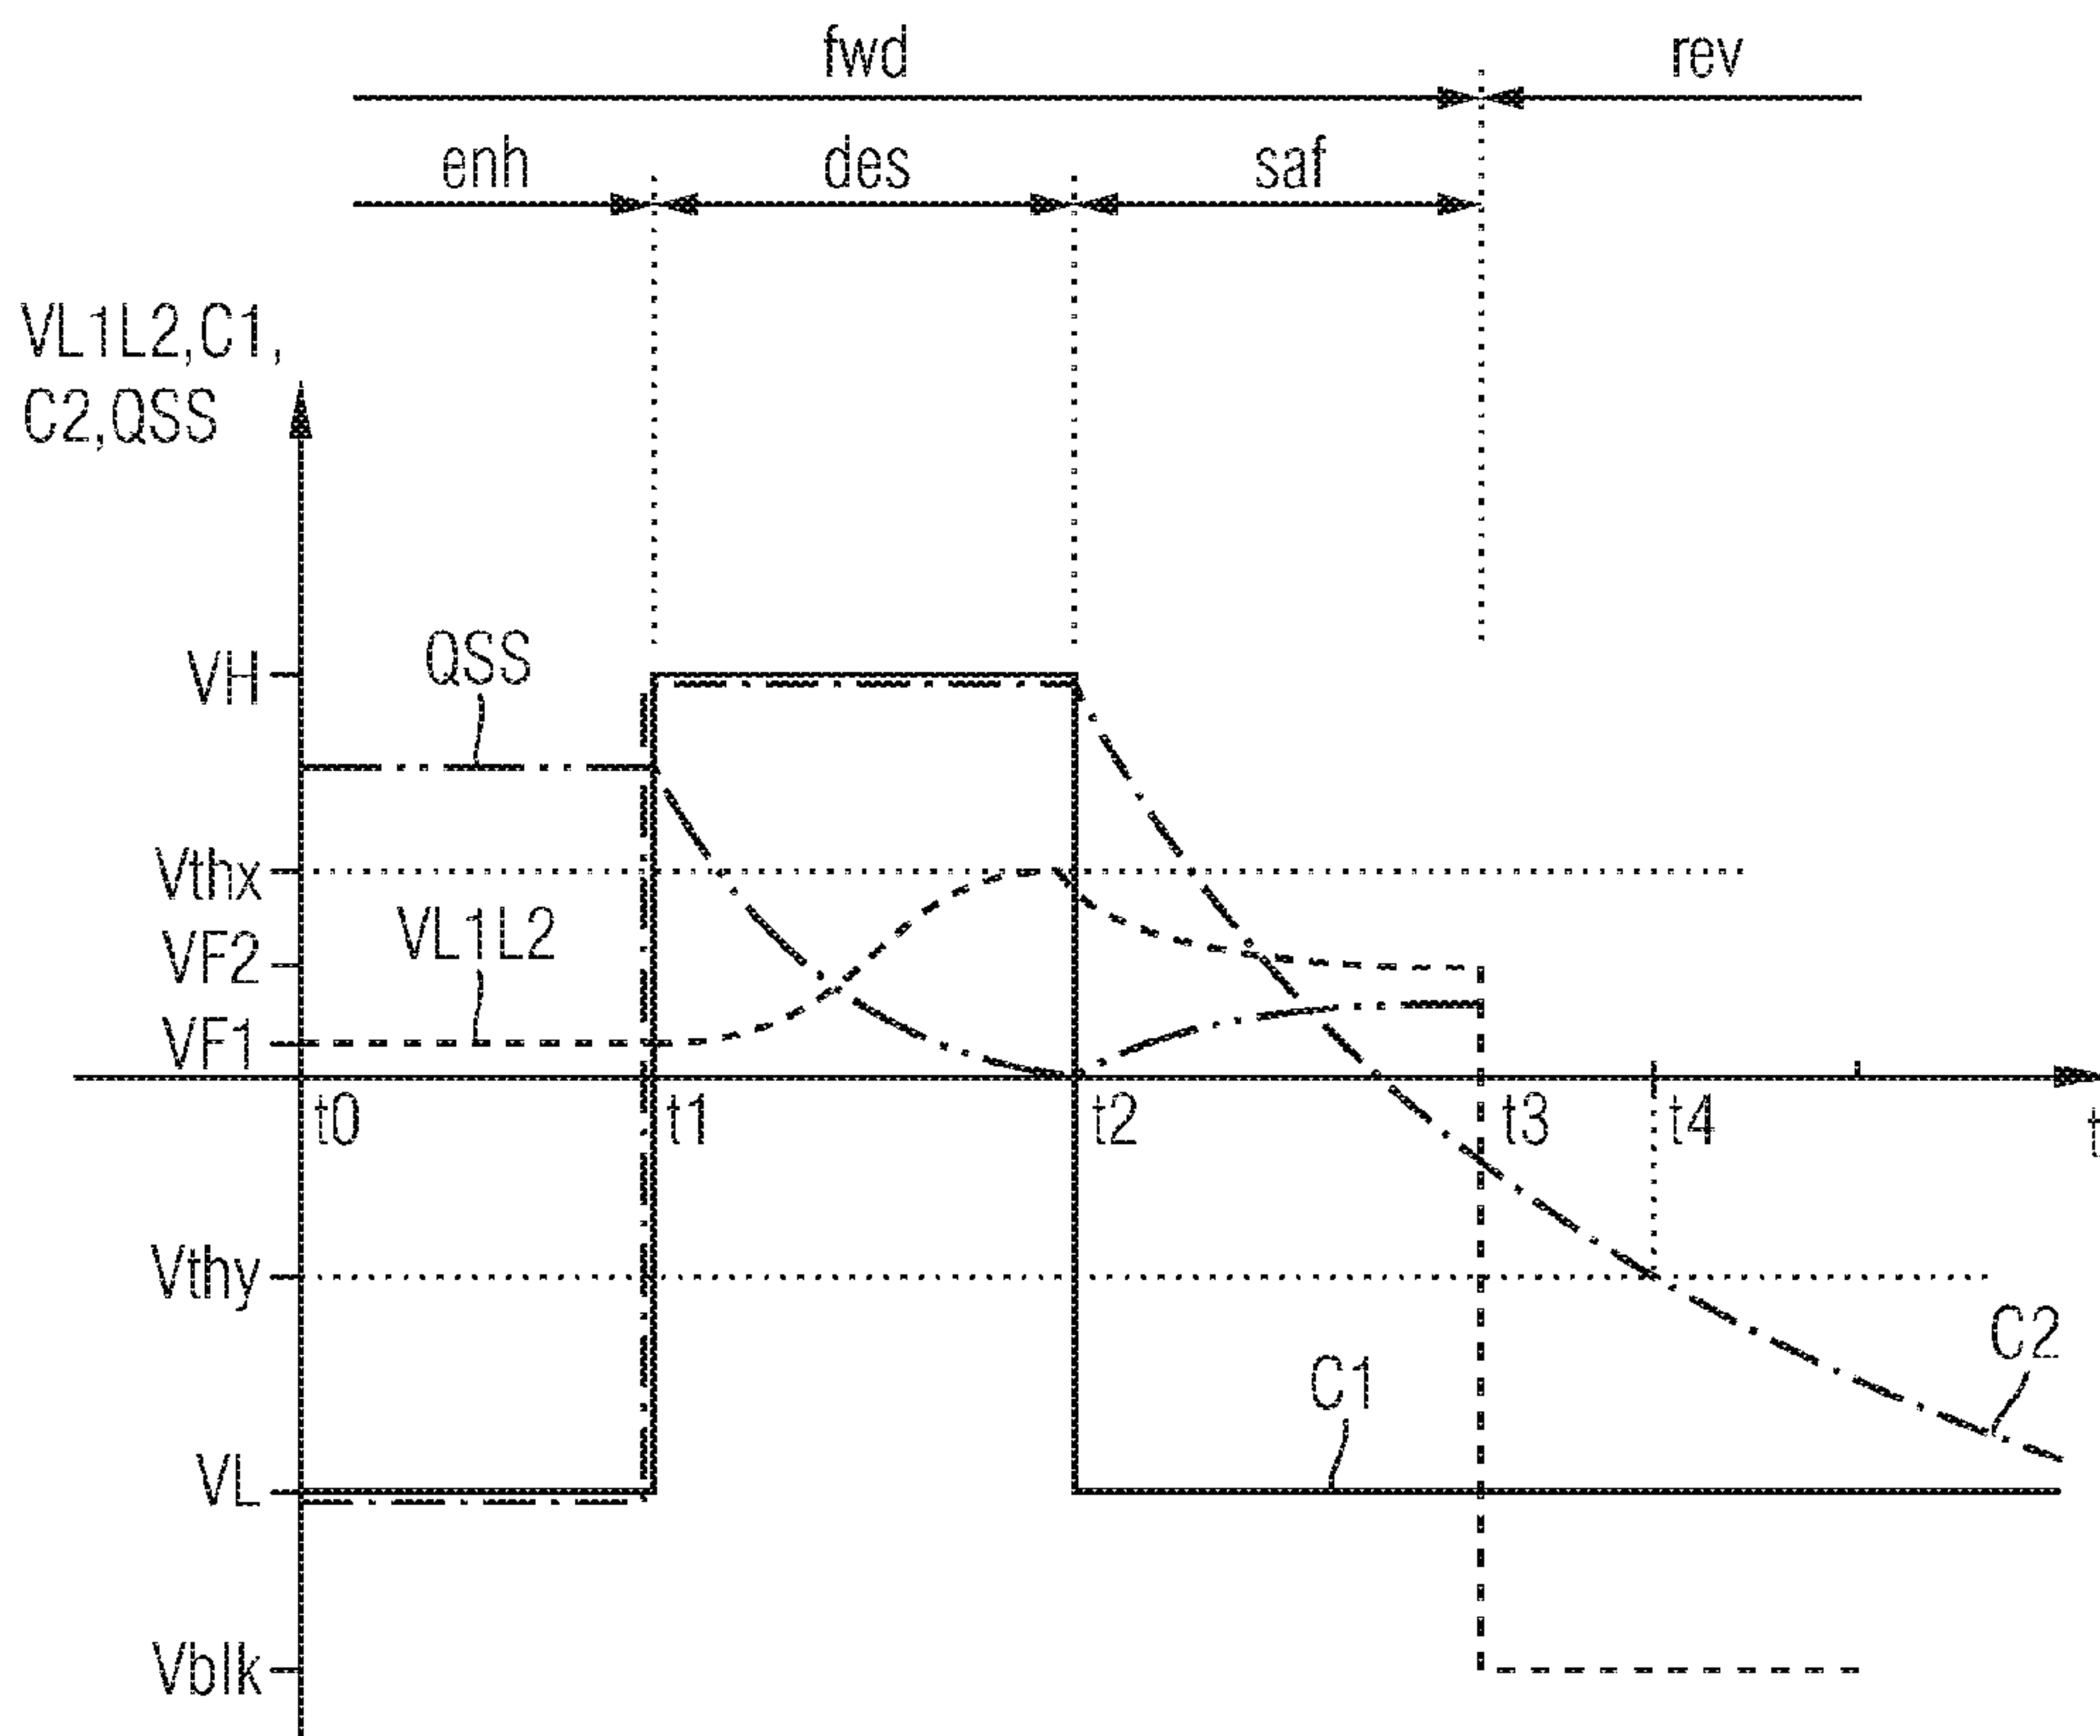 fwd
rev
enh
des
saf
VL1L2,C1,
C2,QSS
VH
QSS
Vthx
VF2
VL1L2
VF1
t0
t1
t2
t3
t4
t
Vthy
C2
C1
VL
Vblk